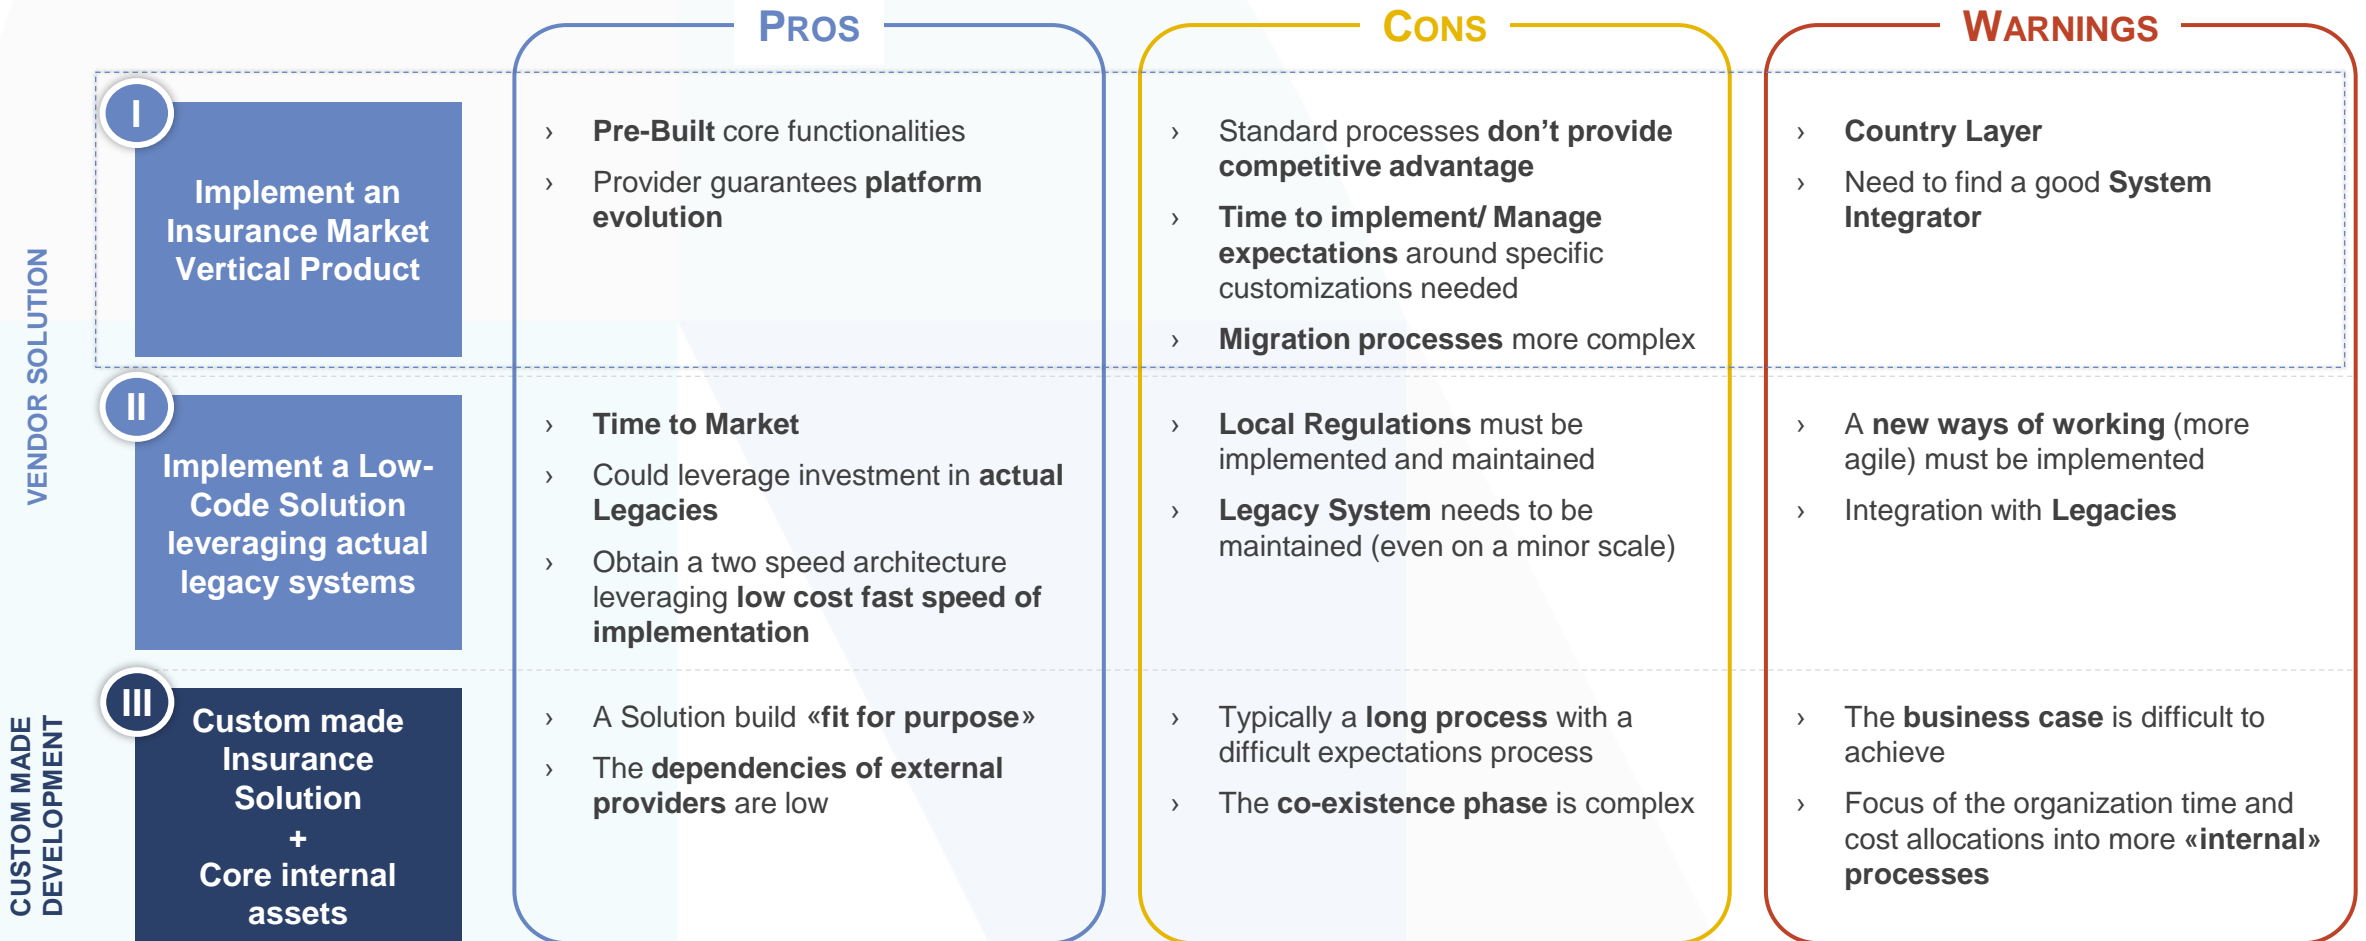 PROS
CONS
WARNINGS
VENDOR SOLUTION
I
Implement an
Insurance Market
Vertical Product
› Pre-Built core functionalities
› Provider guarantees platform
evolution
› Standard processes don’t provide
competitive advantage
› Time to implement/ Manage
expectations around specific
customizations needed
› Migration processes more complex
› Country Layer
› Need to find a good System
Integrator
II
Implement a Low-
Code Solution
leveraging actual
legacy systems
› Time to Market
› Could leverage investment in actual
Legacies
› Obtain a two speed architecture
leveraging low cost fast speed of
implementation
› Local Regulations must be
implemented and maintained
› Legacy System needs to be
maintained (even on a minor scale)
› A new ways of working (more
agile) must be implemented
› Integration with Legacies
CUSTOM MADE
DEVELOPMENT
III
Custom made
Insurance
Solution
+
Core internal
assets
› A Solution build «fit for purpose»
› The dependencies of external
providers are low
› Typically a long process with a
difficult expectations process
› The co-existence phase is complex
› The business case is difficult to
achieve
› Focus of the organization time and
cost allocations into more «internal»
processes